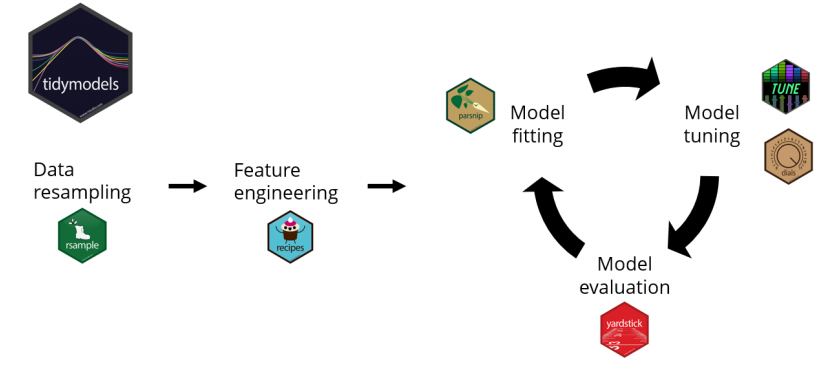 tidymodels
Data
resampling
rsample
Feature
engineering
recipes
parsnip
Model
fitting
Model
tuning
TUNE
dials
Model
evaluation
yardstick